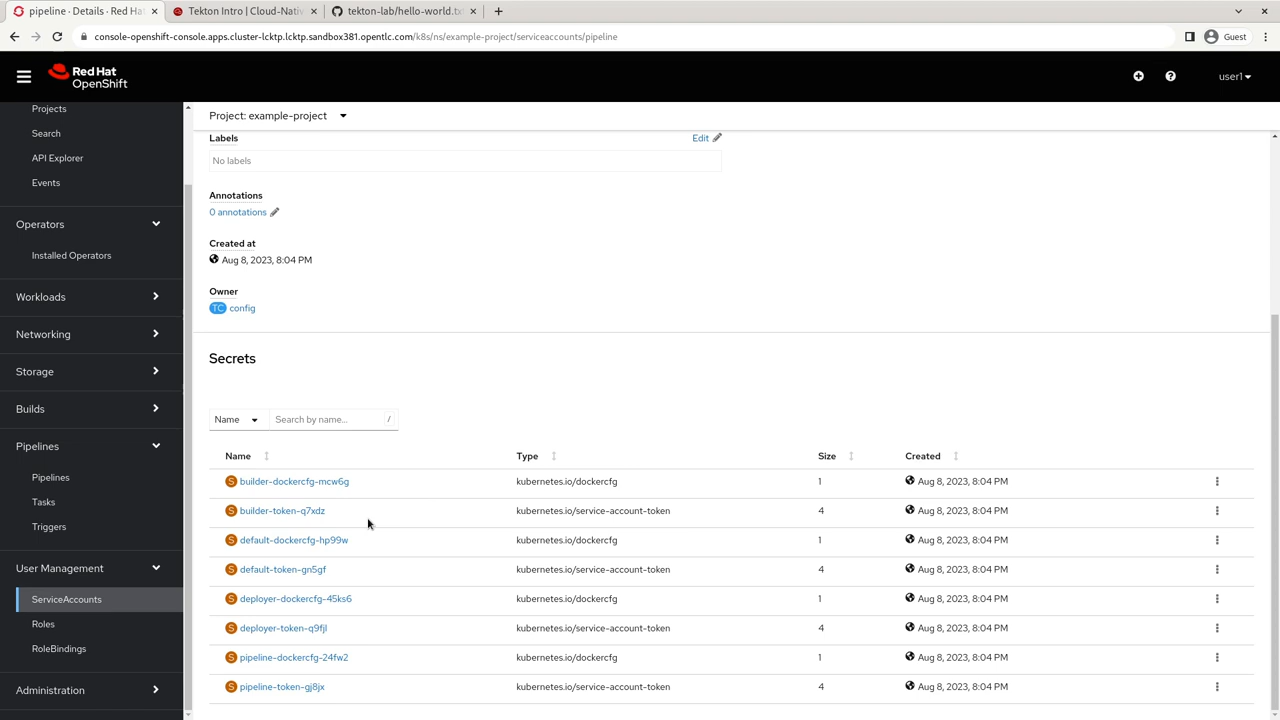 pipeline - Details - Red Ha
Tekton Intro | Cloud-Nati
tekton-lab/hello-world.tx
console-openshift-console.apps.cluster-lcktp.lcktp.sandbox381.opentlc.com/k8s/ns/example-project/serviceaccounts/pipeline
Guest
Red Hat
OpenShift
user1
Projects
Search
API Explorer
Events
Operators
Installed Operators
Workloads
Networking
Storage
Builds
Pipelines
Pipelines
Tasks
Triggers
User Management
ServiceAccounts
Roles
RoleBindings
Administration
Project: example-project
Labels
Edit
No labels
Annotations
0 annotations
Created at
Aug 8, 2023, 8:04 PM
Owner
TC config
Secrets
Name Search by name... /
Name Type Size Created
S builder-dockercfg-mcw6g kubernetes.io/dockercfg 1 Aug 8, 2023, 8:04 PM
S builder-token-q7xdz kubernetes.io/service-account-token 4 Aug 8, 2023, 8:04 PM
S default-dockercfg-hp99w kubernetes.io/dockercfg 1 Aug 8, 2023, 8:04 PM
S default-token-gn5gf kubernetes.io/service-account-token 4 Aug 8, 2023, 8:04 PM
S deployer-dockercfg-45ks6 kubernetes.io/dockercfg 1 Aug 8, 2023, 8:04 PM
S deployer-token-q9fjl kubernetes.io/service-account-token 4 Aug 8, 2023, 8:04 PM
S pipeline-dockercfg-24fw2 kubernetes.io/dockercfg 1 Aug 8, 2023, 8:04 PM
S pipeline-token-gj8jx kubernetes.io/service-account-token 4 Aug 8, 2023, 8:04 PM